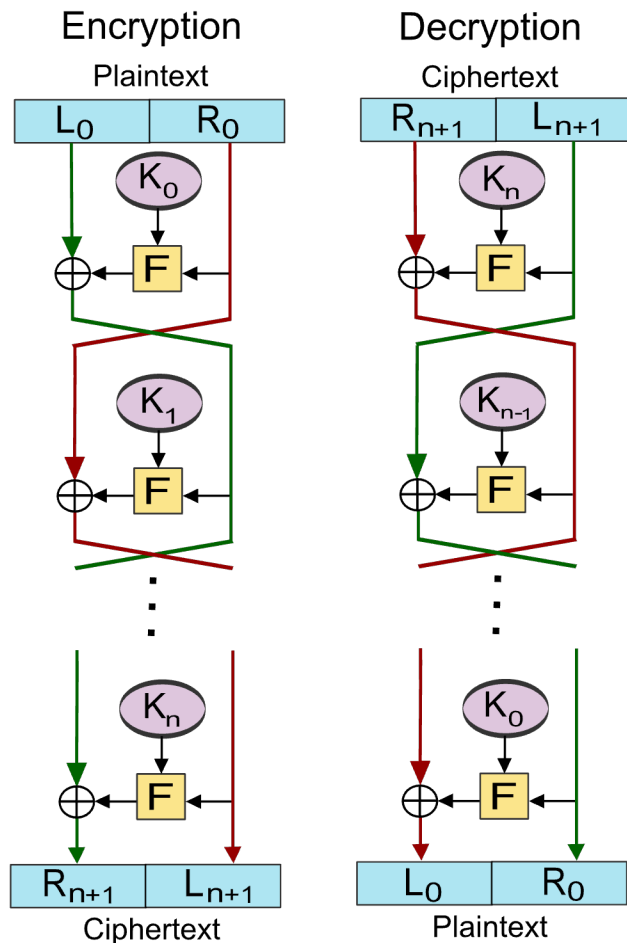 Encryption
Decryption
Plaintext
Ciphertext
L₀ R₀
Rₙ₊₁ Lₙ₊₁
K₀
Kₙ
F
F
K₁
Kₙ₋₁
F
F
Kₙ
K₀
F
F
Rₙ₊₁ Lₙ₊₁
L₀ R₀
Ciphertext
Plaintext